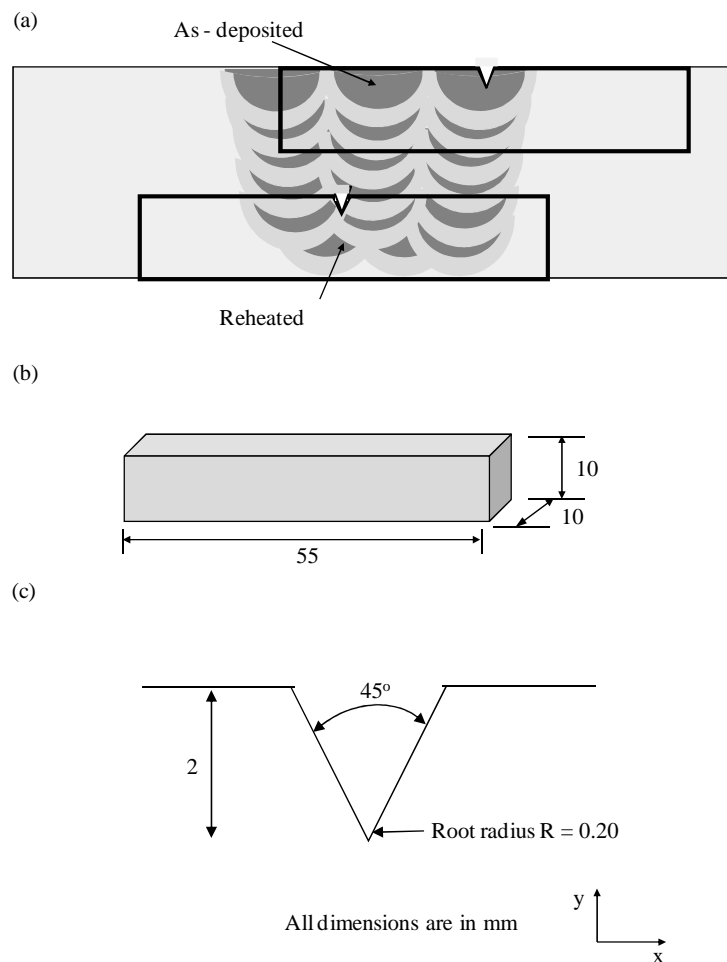 (a)
As - deposited
Reheated
(b)
10
10
55
(c)
45°
2
Root radius R = 0.20
All dimensions are in mm
y
x